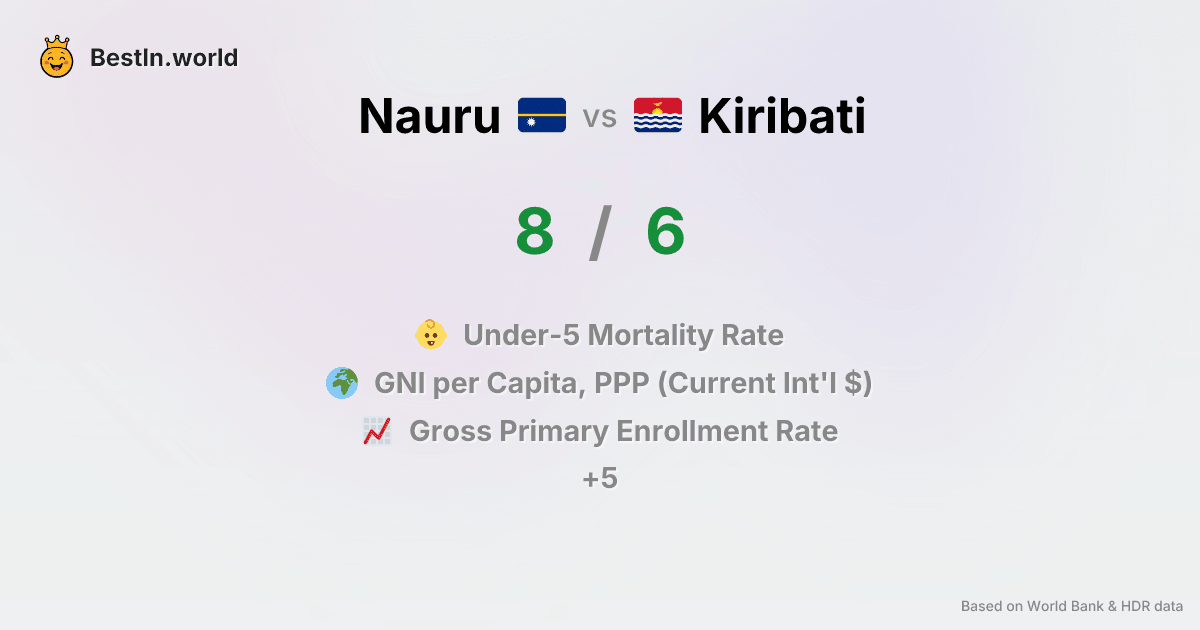 BestIn.world
Nauru vs Kiribati
8 / 6
Under-5 Mortality Rate
GNI per Capita, PPP (Current Int'l $)
Gross Primary Enrollment Rate
+5
Based on World Bank & HDR data